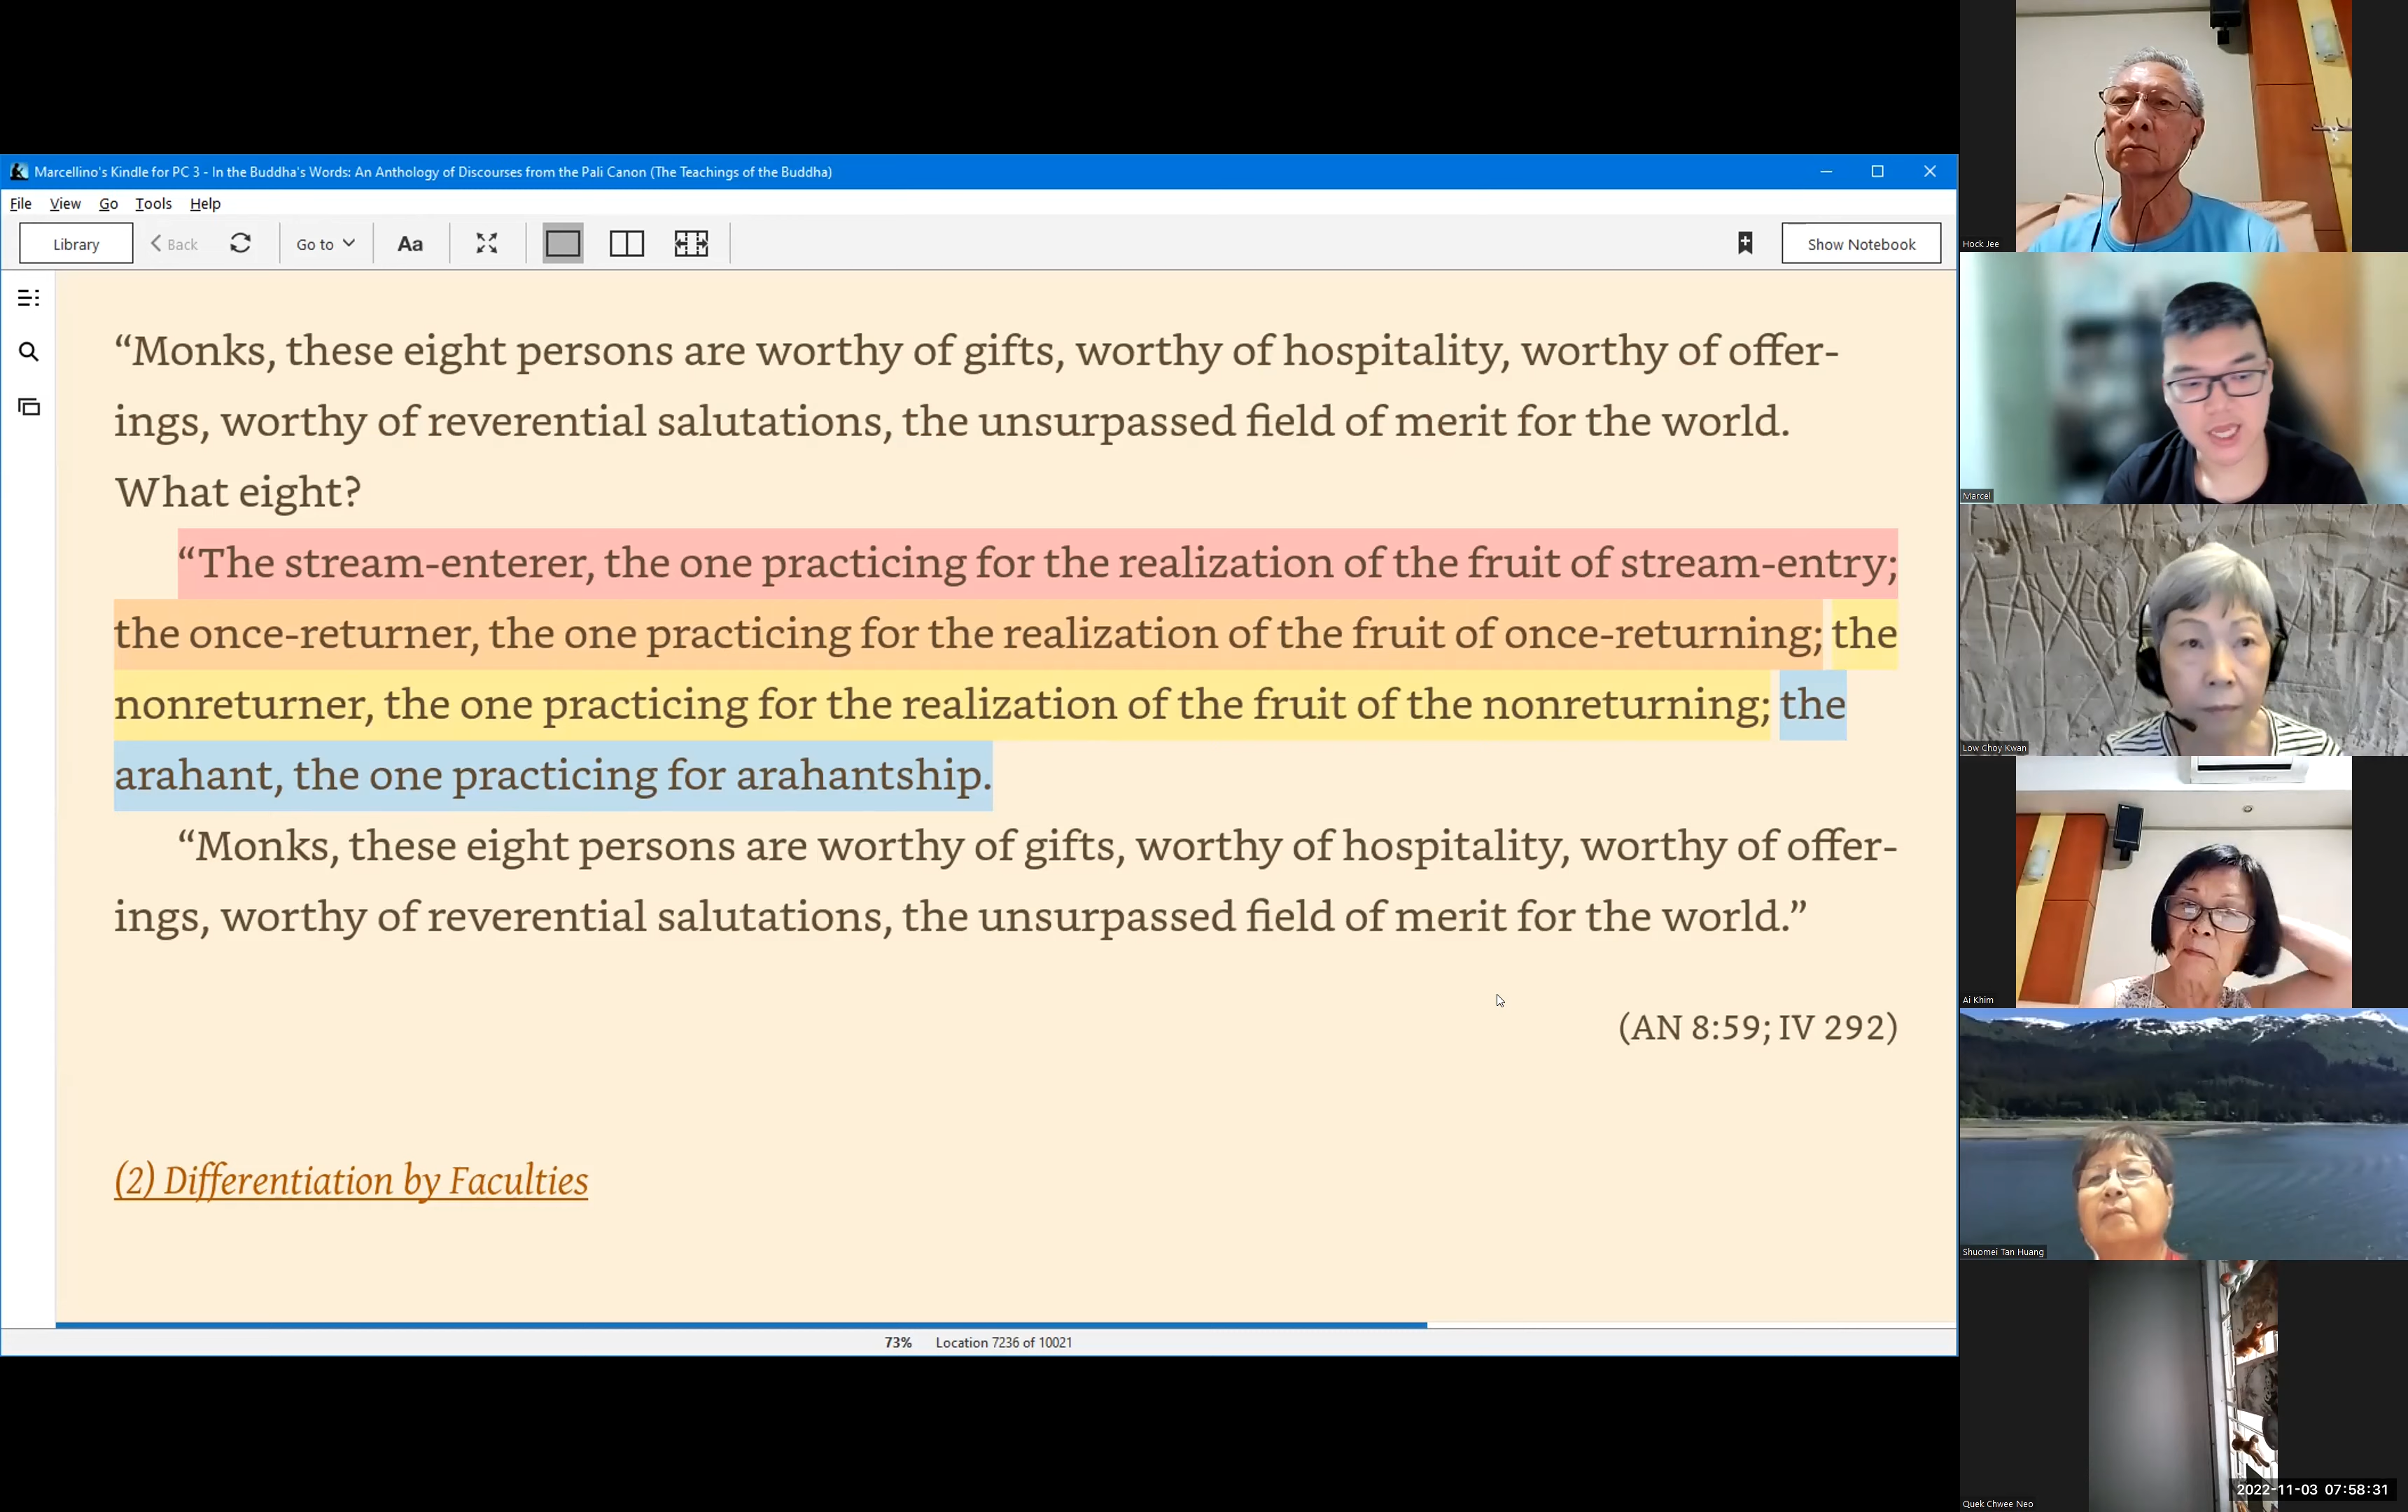 Marcellino's Kindle for PC 3 - In the Buddha's Words: An Anthology of Discourses from the Pali Canon (The Teachings of the Buddha)
File View Go Tools Help
Library Back Go to Aa Show Notebook
“Monks, these eight persons are worthy of gifts, worthy of hospitality, worthy of offer-
ings, worthy of reverential salutations, the unsurpassed field of merit for the world.
What eight?
“The stream-enterer, the one practicing for the realization of the fruit of stream-entry;
the once-returner, the one practicing for the realization of the fruit of once-returning; the
nonreturner, the one practicing for the realization of the fruit of the nonreturning; the
arahant, the one practicing for arahantship.
“Monks, these eight persons are worthy of gifts, worthy of hospitality, worthy of offer-
ings, worthy of reverential salutations, the unsurpassed field of merit for the world.”
(AN 8:59; IV 292)
(2) Differentiation by Faculties
73% Location 7236 of 10021
Hock Jee
Marcel
Low Choy Kwan
Ai Khim
Shuomei Tan Huang
2022-11-03 07:58:31
Quek Chwee Neo